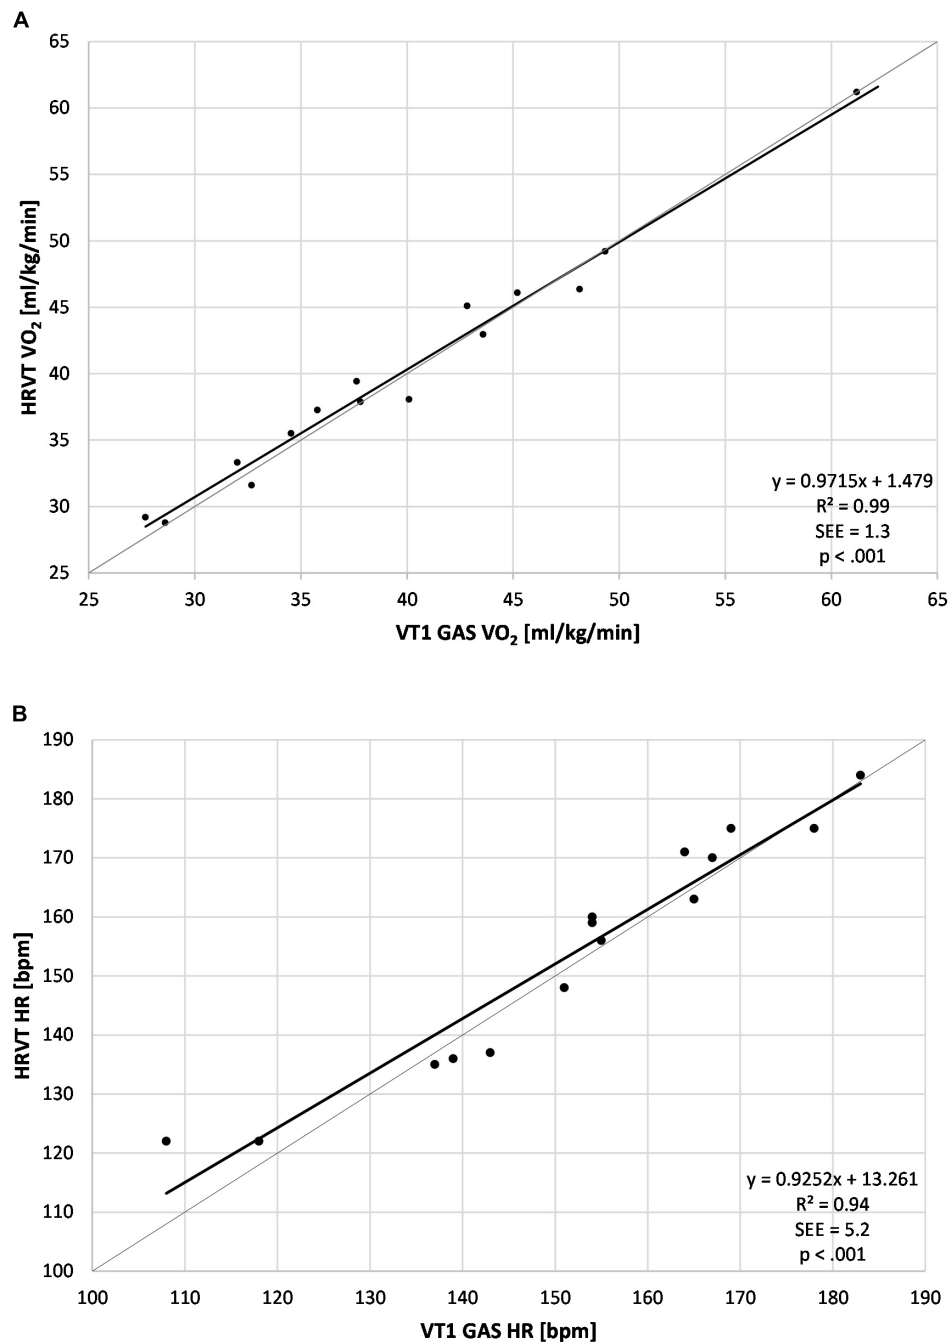 A
65
60
55
50
45
40
35
30
25
HRVT VO₂ [ml/kg/min]
y = 0.9715x + 1.479
R² = 0.99
SEE = 1.3
p < .001
25 30 35 40 45 50 55 60 65
VT1 GAS VO₂ [ml/kg/min]
B
190
180
170
160
150
140
130
120
110
100
HRVT HR [bpm]
y = 0.9252x + 13.261
R² = 0.94
SEE = 5.2
p < .001
100 110 120 130 140 150 160 170 180 190
VT1 GAS HR [bpm]